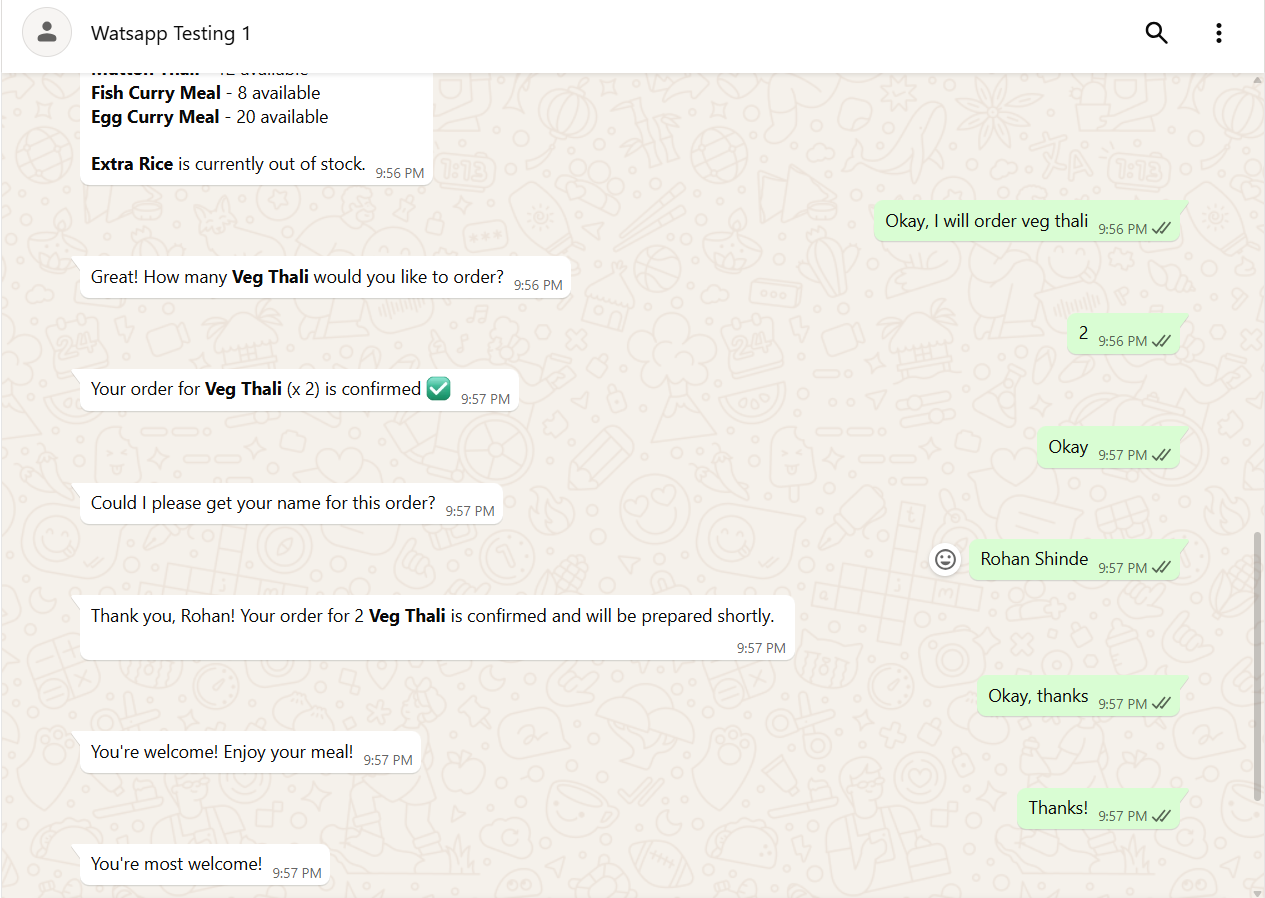 Watsapp Testing 1
Mutton Thali - 12 available
Fish Curry Meal - 8 available
Egg Curry Meal - 20 available
Extra Rice is currently out of stock. 9:56 PM
Okay, I will order veg thali 9:56 PM
Great! How many Veg Thali would you like to order? 9:56 PM
2 9:56 PM
Your order for Veg Thali (x 2) is confirmed ✅ 9:57 PM
Okay 9:57 PM
Could I please get your name for this order? 9:57 PM
Rohan Shinde 9:57 PM
Thank you, Rohan! Your order for 2 Veg Thali is confirmed and will be prepared shortly.
9:57 PM
Okay, thanks 9:57 PM
You're welcome! Enjoy your meal! 9:57 PM
Thanks! 9:57 PM
You're most welcome! 9:57 PM